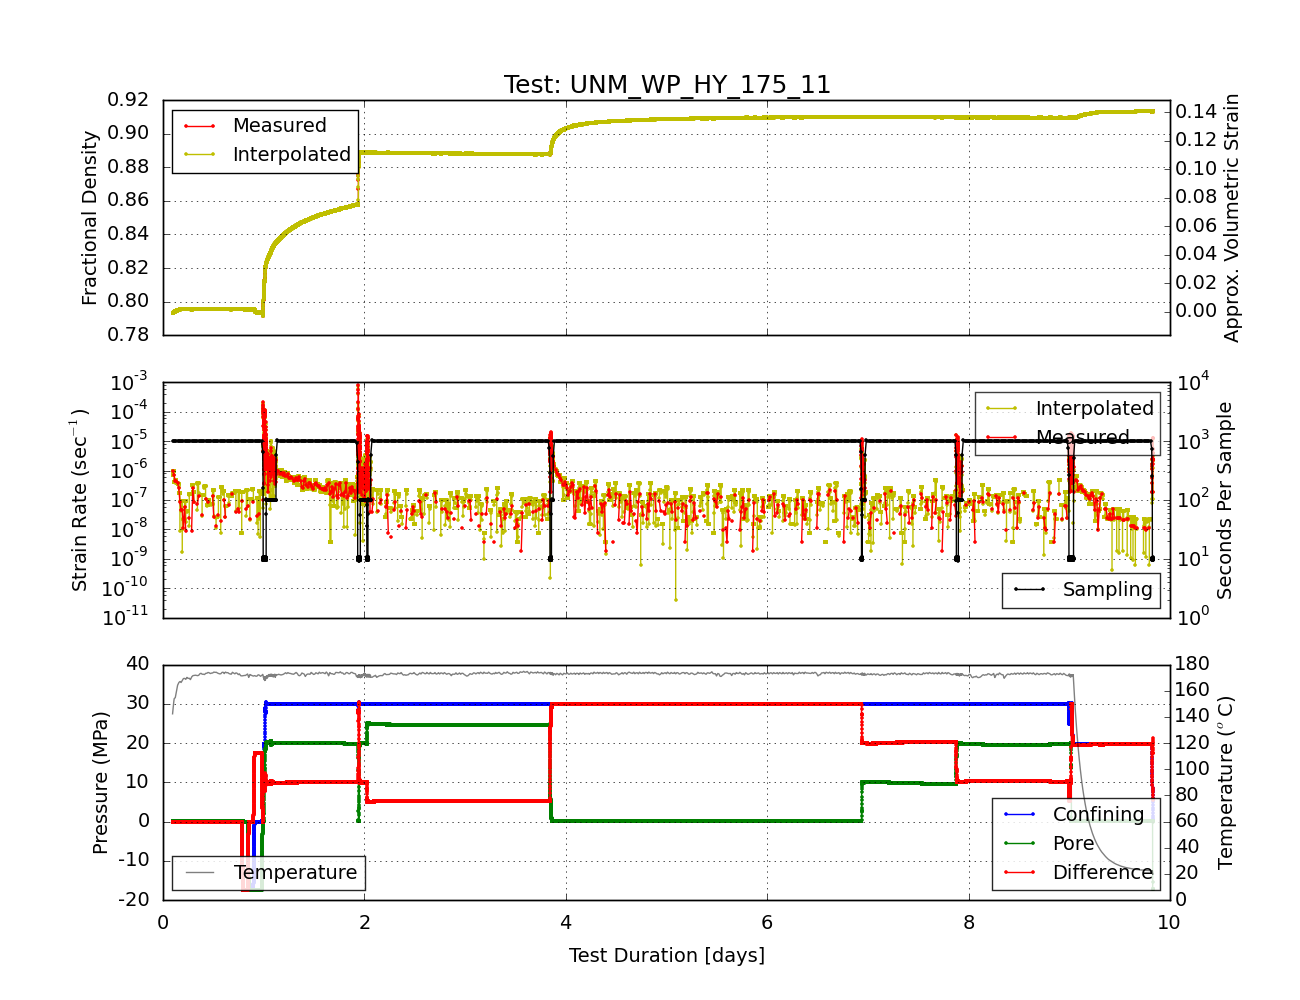 Test: UNM_WP_HY_175_11
0.92
0.90
0.88
0.86
0.84
0.82
0.80
0.78
Fractional Density
Measured
Interpolated
0.14
0.12
0.10
0.08
0.06
0.04
0.02
0.00
Approx. Volumetric Strain
10⁻³
10⁻⁴
10⁻⁵
10⁻⁶
10⁻⁷
10⁻⁸
10⁻⁹
10⁻¹⁰
10⁻¹¹
Strain Rate (sec⁻¹)
Interpolated
Measured
Sampling
10⁴
10³
10²
10¹
10⁰
Seconds Per Sample
40
30
20
10
0
-10
-20
Pressure (MPa)
Temperature
Confining
Pore
Difference
180
160
140
120
100
80
60
40
20
0
Temperature (° C)
0 2 4 6 8 10
Test Duration [days]